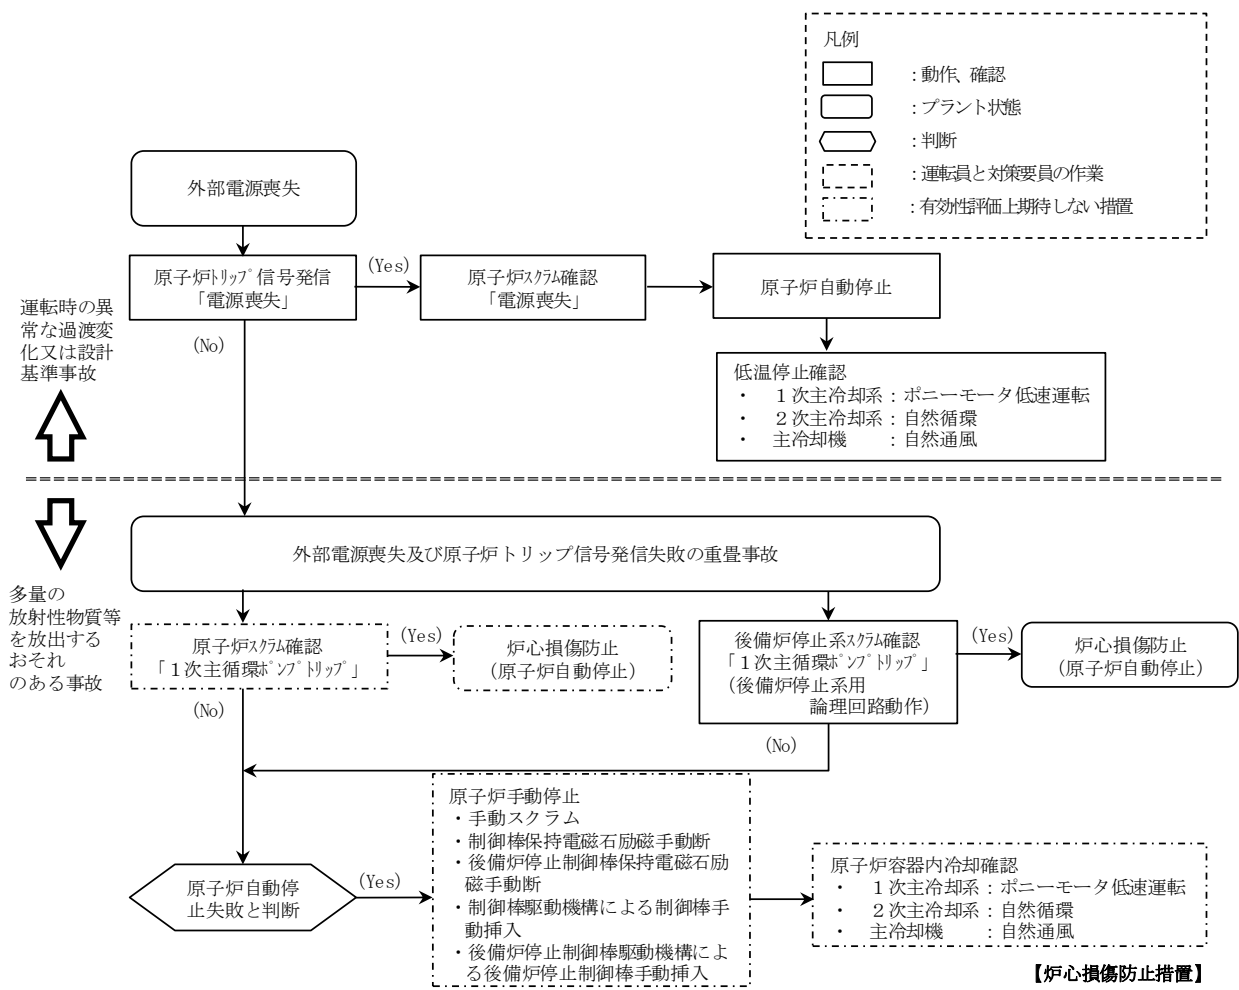 凡例
：動作、確認
：プラント状態
：判断
：運転員と対策要員の作業
：有効性評価上期待しない措置
外部電源喪失
原子炉ﾄﾘｯﾌﾟ信号発信
「電源喪失」
(Yes)
原子炉ｽｸﾗﾑ確認
「電源喪失」
原子炉自動停止
(No)
運転時の異
常な過渡変
化又は設計
基準事故
低温停止確認
・ １次主冷却系：ポニーモータ低速運転
・ ２次主冷却系：自然循環
・ 主冷却機 ：自然通風
外部電源喪失及び原子炉トリップ信号発信失敗の重畳事故
多量の
放射性物質等
を放出する
おそれ
のある事故
原子炉ｽｸﾗﾑ確認
「１次主循環ﾎﾟﾝﾌﾟﾄﾘｯﾌﾟ」
(Yes)
炉心損傷防止
(原子炉自動停止)
後備炉停止系ｽｸﾗﾑ確認
「１次主循環ﾎﾟﾝﾌﾟﾄﾘｯﾌﾟ」
(後備炉停止系用
論理回路動作)
(Yes)
炉心損傷防止
(原子炉自動停止)
(No)
(No)
原子炉自動停
止失敗と判断
(Yes)
原子炉手動停止
・手動スクラム
・制御棒保持電磁石励磁手動断
・後備炉停止制御棒保持電磁石励
磁手動断
・制御棒駆動機構による制御棒手
動挿入
・後備炉停止制御棒駆動機構によ
る後備炉停止制御棒手動挿入
原子炉容器内冷却確認
・ １次主冷却系：ポニーモータ低速運転
・ ２次主冷却系：自然循環
・ 主冷却機 ：自然通風
【炉心損傷防止措置】